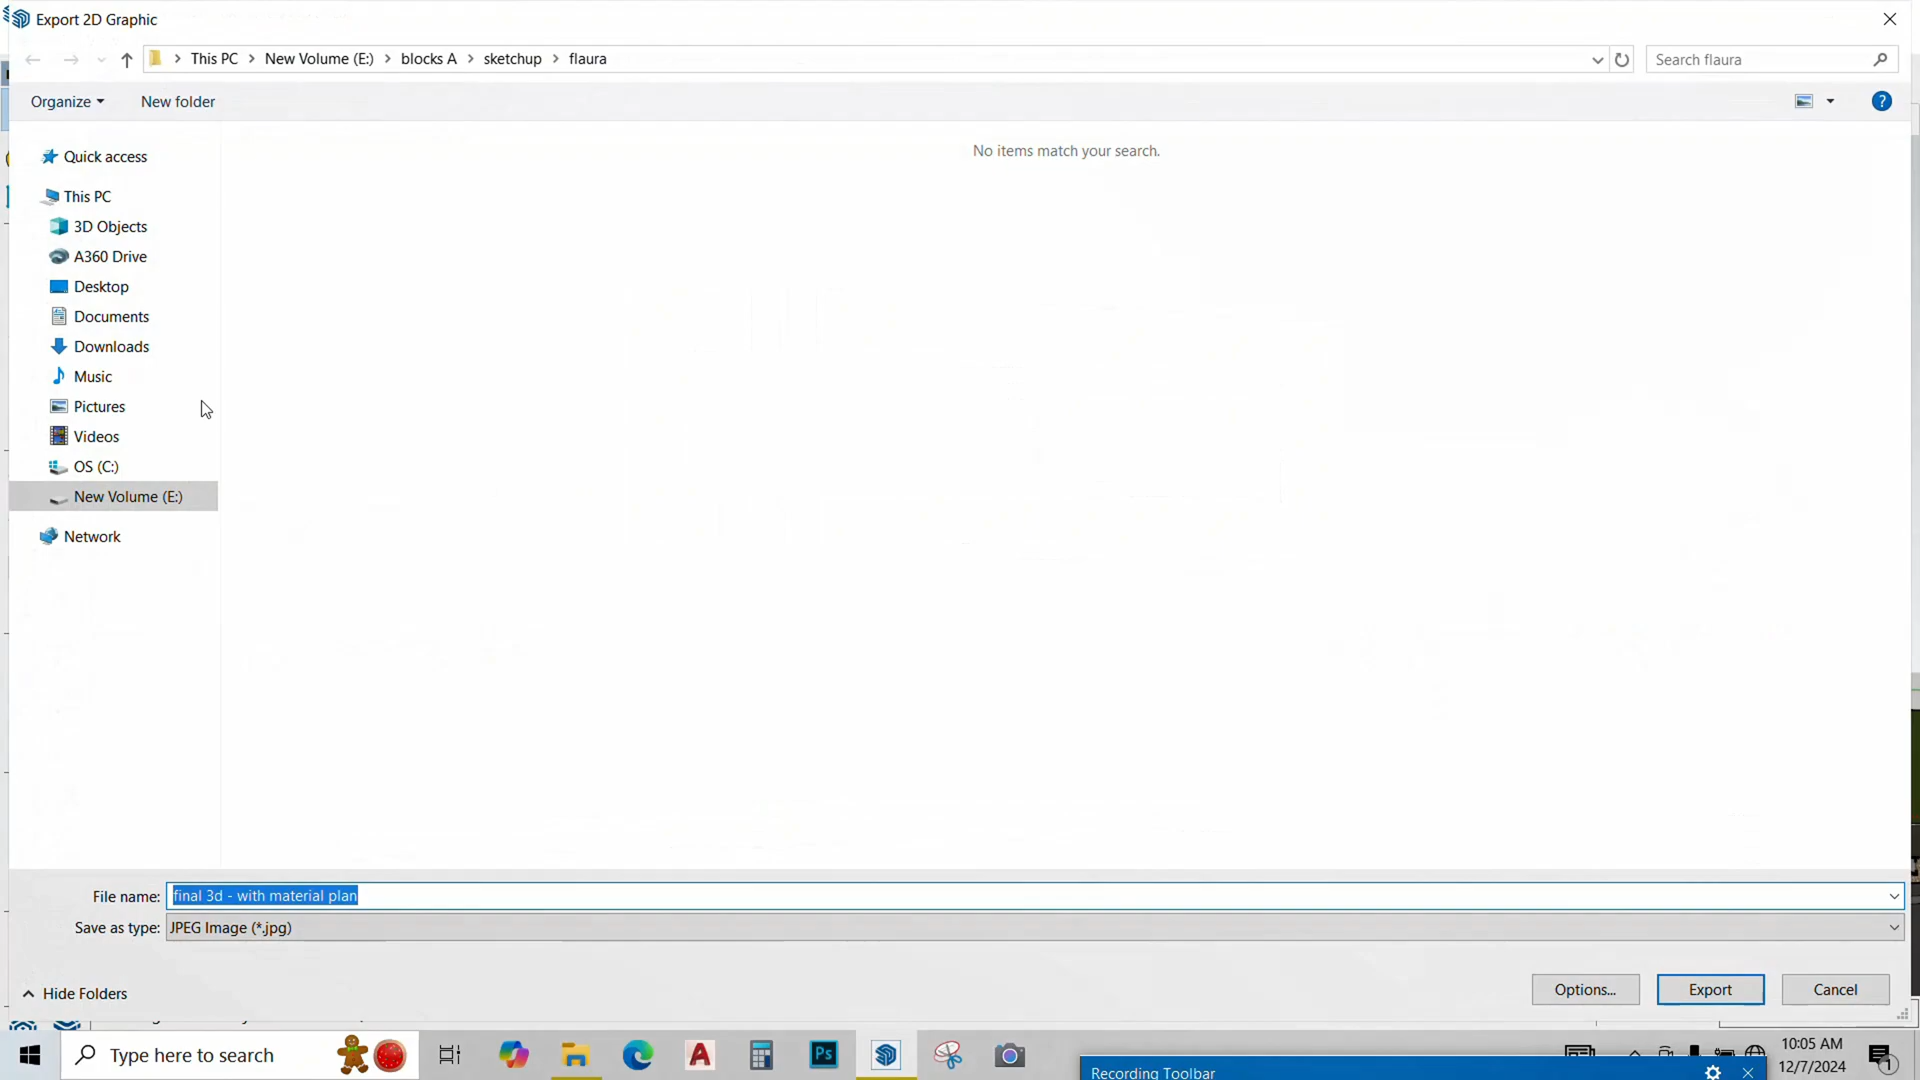 Export 2D Graphic
This PC New Volume (E:) blocks A sketchup flaura
Search flaura
Organize New folder
No items match your search.
Quick access
This PC
3D Objects
A360 Drive
Desktop
Documents
Downloads
Music
Pictures
Videos
OS (C:)
New Volume (E:)
Network
File name: final 3d - with material plan
Save as type: JPEG Image (*.jpg)
Hide Folders
Options... Export Cancel
Type here to search
Ps
10:05 AM
12/7/2024
1
Recording Toolbar